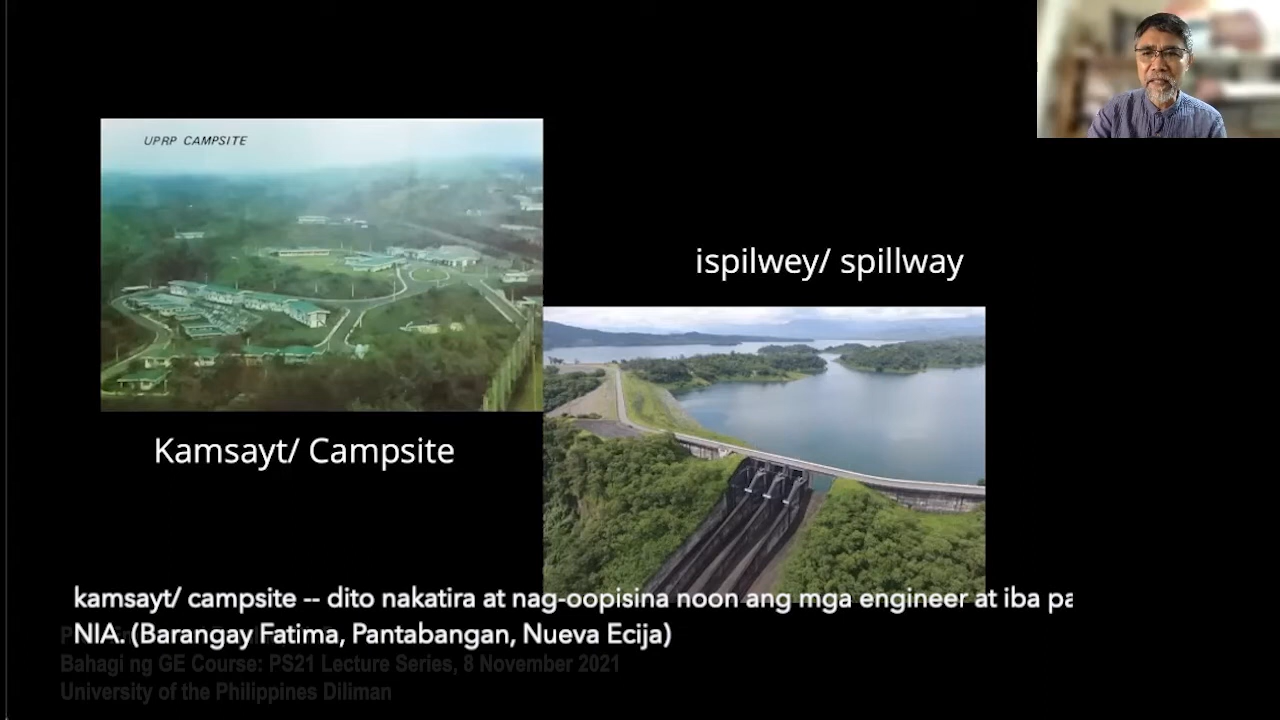 UPRP CAMPSITE
ispilwey/ spillway
Kamsayt/ Campsite
kamsayt/ campsite -- dito nakatira at nag-oopisina noon ang mga engineer at iba pa
NIA. (Barangay Fatima, Pantabangan, Nueva Ecija)
Bahagi ng GE Course: PS21 Lecture Series, 8 November 2021
University of the Philippines Diliman